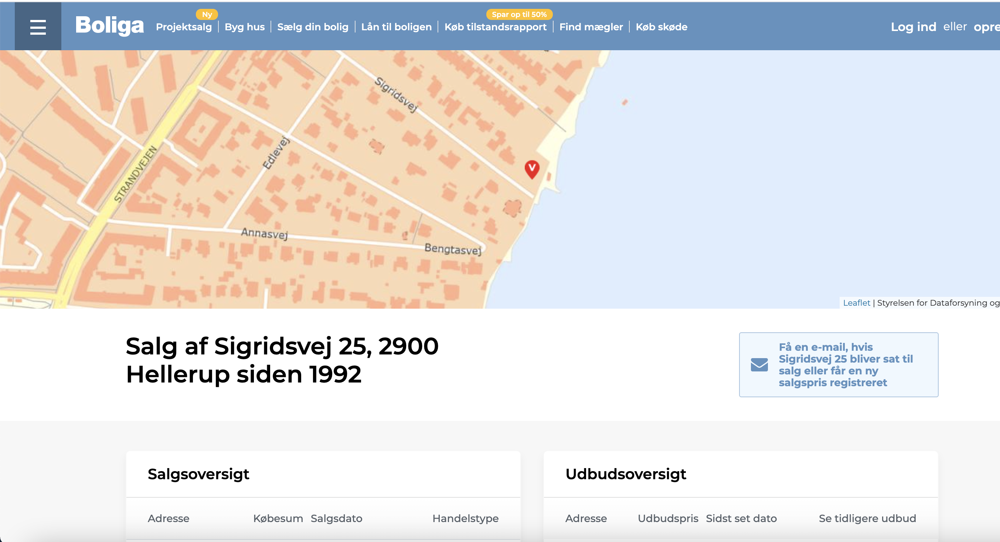 Ny
Spar op til 50%
Boliga
Projektsalg
Byg hus
Sælg din bolig
Lån til boligen
Køb tilstandsrapport
Find mægler
Køb skøde
Log ind eller opre
Sigridsvej
STRANDVEJEN
Edlevej
V
Annasvej
Bengtasvej
Leaflet | Styrelsen for Dataforsyning og
Salg af Sigridsvej 25, 2900
Hellerup siden 1992
Få en e-mail, hvis
Sigridsvej 25 bliver sat til
salg eller får en ny
salgspris registreret
Salgsoversigt
Adresse Købesum Salgsdato Handelstype
Udbudsoversigt
Adresse Udbudspris Sidst set dato Se tidligere udbud